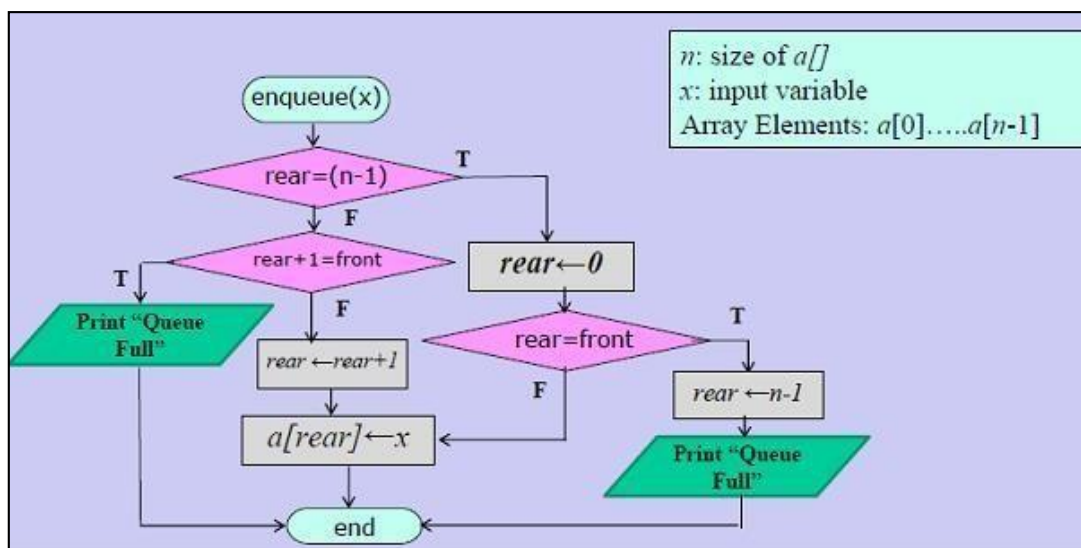 n: size of a[]
x: input variable
Array Elements: a[0].....a[n-1]
enqueue(x)
rear=(n-1)
T
F
rear+1=front
T
F
Print “Queue
Full”
rear ←rear+1
a[rear]←x
rear←0
rear=front
T
F
rear ←n-1
Print “Queue
Full”
end